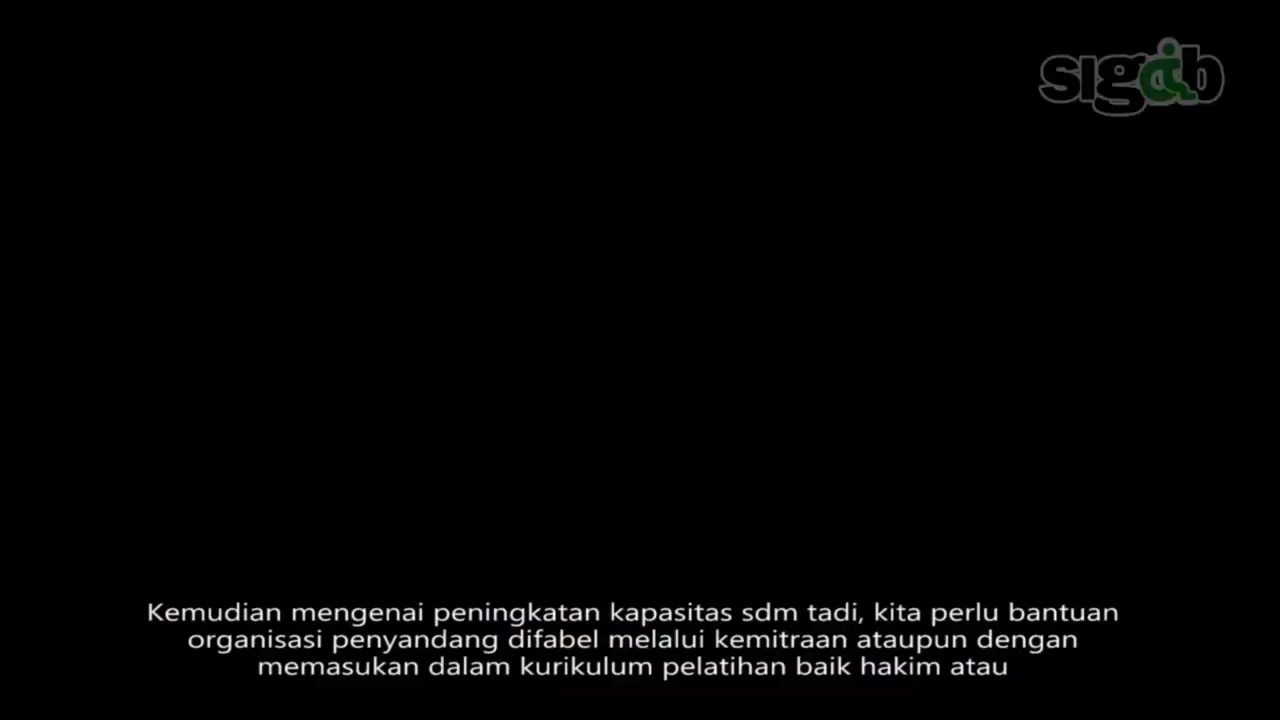 sigab
Kemudian mengenai peningkatan kapasitas sdm tadi, kita perlu bantuan
organisasi penyandang difabel melalui kemitraan ataupun dengan
memasukan dalam kurikulum pelatihan baik hakim atau